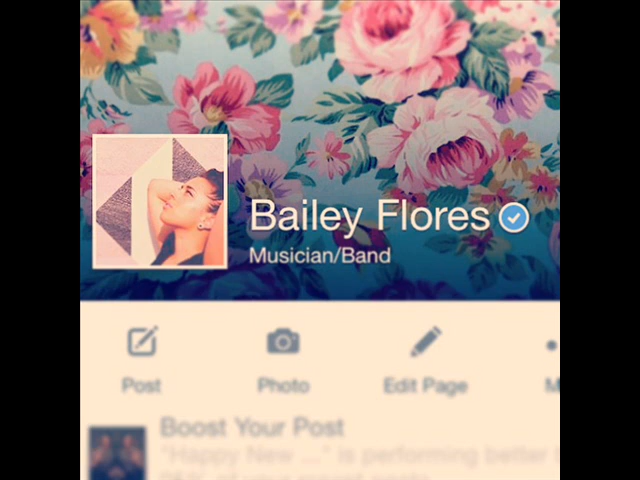 Bailey Flores
Musician/Band
Post
Photo
Edit Page
M
Boost Your Post
"Happy New ..." is performing better